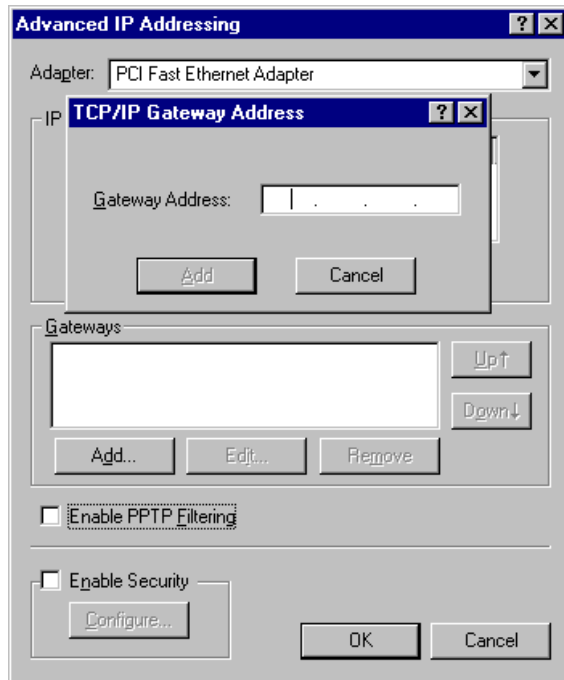 Advanced IP Addressing
Adapter: PCI Fast Ethernet Adapter
IP
TCP/IP Gateway Address
Gateway Address: . . .
Add Cancel
Gateways
Up↑
Down↓
Add... Edit... Remove
Enable PPTP Filtering
Enable Security
Configure...
OK Cancel